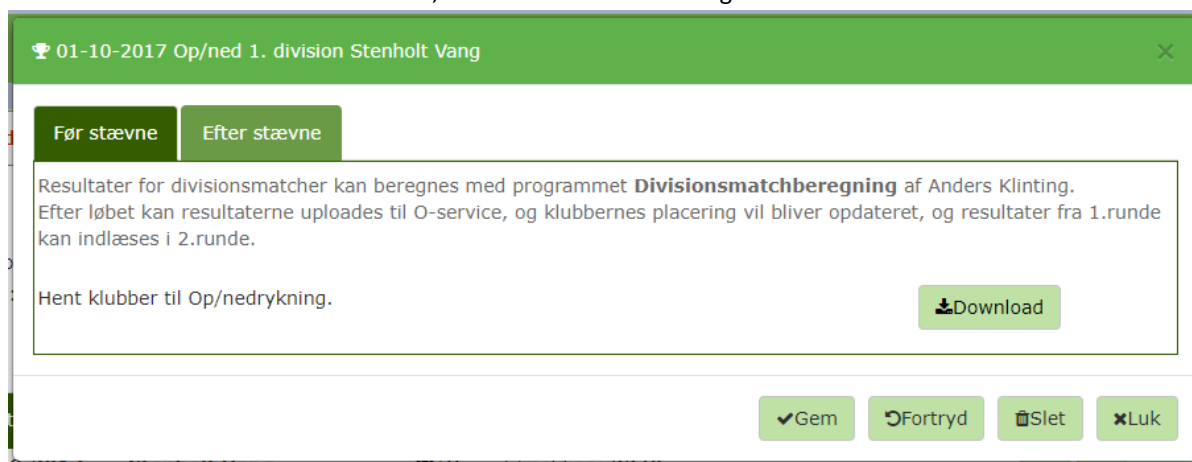 01-10-2017 Op/ned 1. division Stenholt Vang
Før stævne
Efter stævne
Resultater for divisionsmatcher kan beregnes med programmet Divisionsmatchberegning af Anders Klinting.
Efter løbet kan resultaterne uploades til O-service, og klubbernes placering vil bliver opdateret, og resultater fra 1.runde
kan indlæses i 2.runde.
Hent klubber til Op/nedrykning.
Download
Gem
Fortryd
Slet
Luk